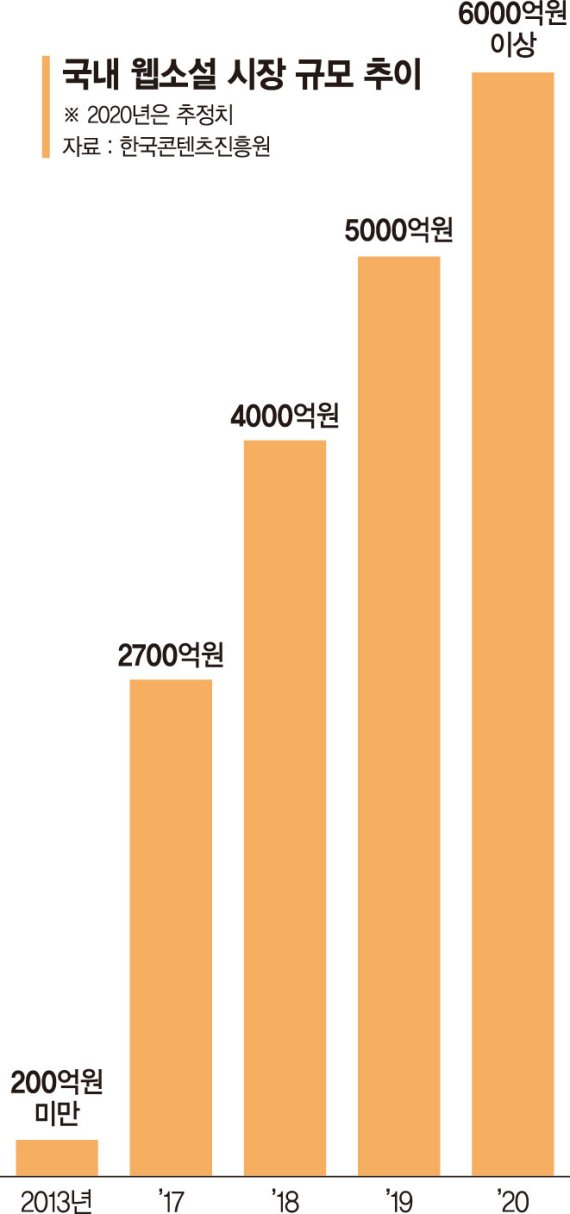 국내 웹소설 시장 규모 추이
※ 2020년은 추정치
자료 : 한국콘텐츠진흥원
200억원
미만
2700억원
4000억원
5000억원
6000억원
이상
2013년
’17
’18
’19
’20